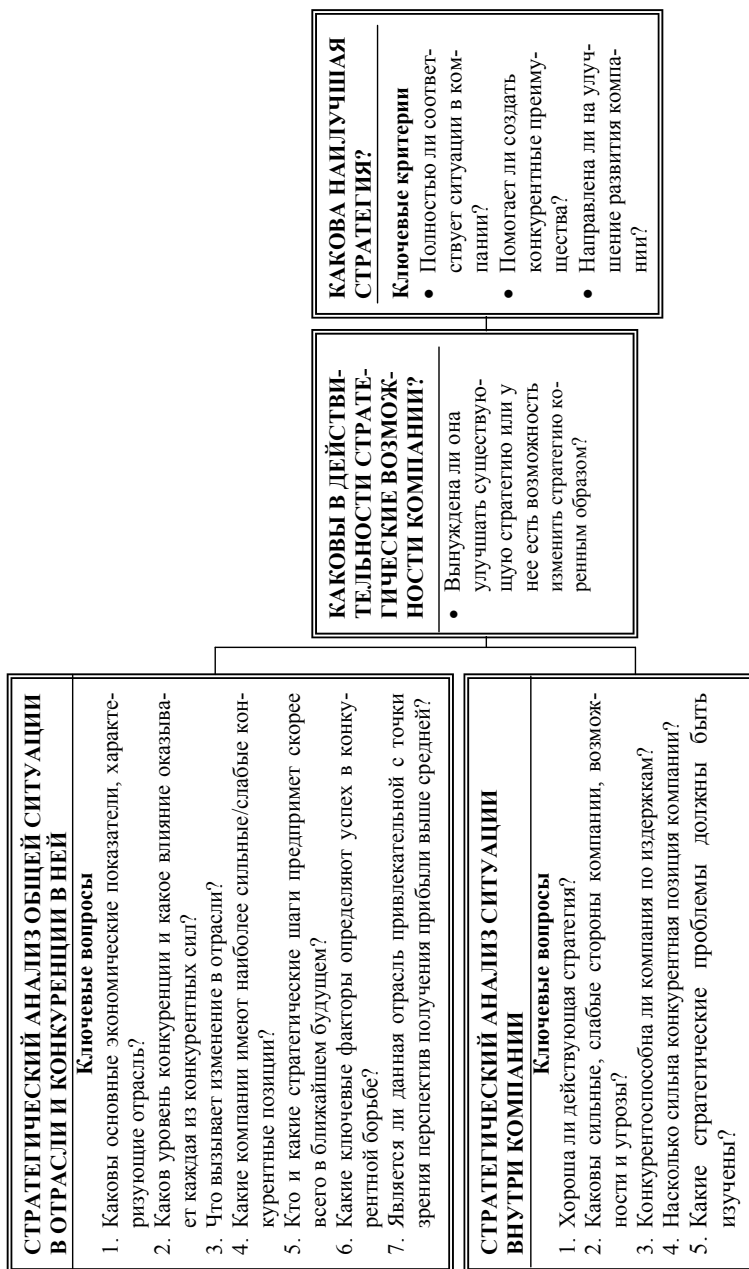 СТРАТЕГИЧЕСКИЙ АНАЛИЗ ОБЩЕЙ СИТУАЦИИ
В ОТРАСЛИ И КОНКУРЕНЦИИ В НЕЙ
Ключевые вопросы
1. Каковы основные экономические показатели, характе-
ризующие отрасль?
2. Каков уровень конкуренции и какое влияние оказыва-
ет каждая из конкурентных сил?
3. Что вызывает изменение в отрасли?
4. Какие компании имеют наиболее сильные/слабые кон-
курентные позиции?
5. Кто и какие стратегические шаги предпримет скорее
всего в ближайшем будущем?
6. Какие ключевые факторы определяют успех в конку-
рентной борьбе?
7. Является ли данная отрасль привлекательной с точки
зрения перспектив получения прибыли выше средней?
СТРАТЕГИЧЕСКИЙ АНАЛИЗ СИТУАЦИИ
ВНУТРИ КОМПАНИИ
Ключевые вопросы
1. Хороша ли действующая стратегия?
2. Каковы сильные, слабые стороны компании, возмож-
ности и угрозы?
3. Конкурентоспособна ли компания по издержкам?
4. Насколько сильна конкурентная позиция компании?
5. Какие стратегические проблемы должны быть
изучены?
КАКОВЫ В ДЕЙСТВИ-
ТЕЛЬНОСТИ СТРАТЕ-
ГИЧЕСКИЕ ВОЗМОЖ-
НОСТИ КОМПАНИИ?
• Вынуждена ли она
улучшать существую-
щую стратегию или у
нее есть возможность
изменить стратегию ко-
ренным образом?
КАКОВА НАИЛУЧШАЯ
СТРАТЕГИЯ?
Ключевые критерии
• Полностью ли соответ-
ствует ситуации в ком-
пании?
• Помогает ли создать
конкурентные преиму-
щества?
• Направлена ли на улуч-
шение развития компа-
нии?